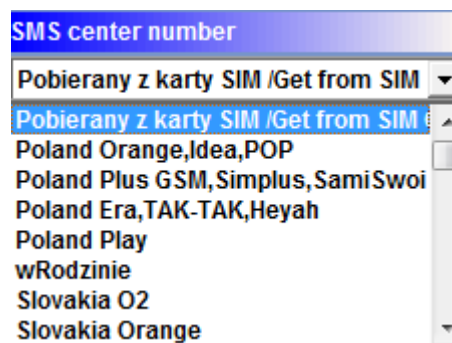 SMS center number
Pobierany z karty SIM /Get from SIM
Pobierany z karty SIM /Get from SIM
Poland Orange,Idea,POP
Poland Plus GSM,Simplus,SamiSwoi
Poland Era,TAK-TAK,Heyah
Poland Play
wRodzinie
Slovakia O2
Slovakia Orange